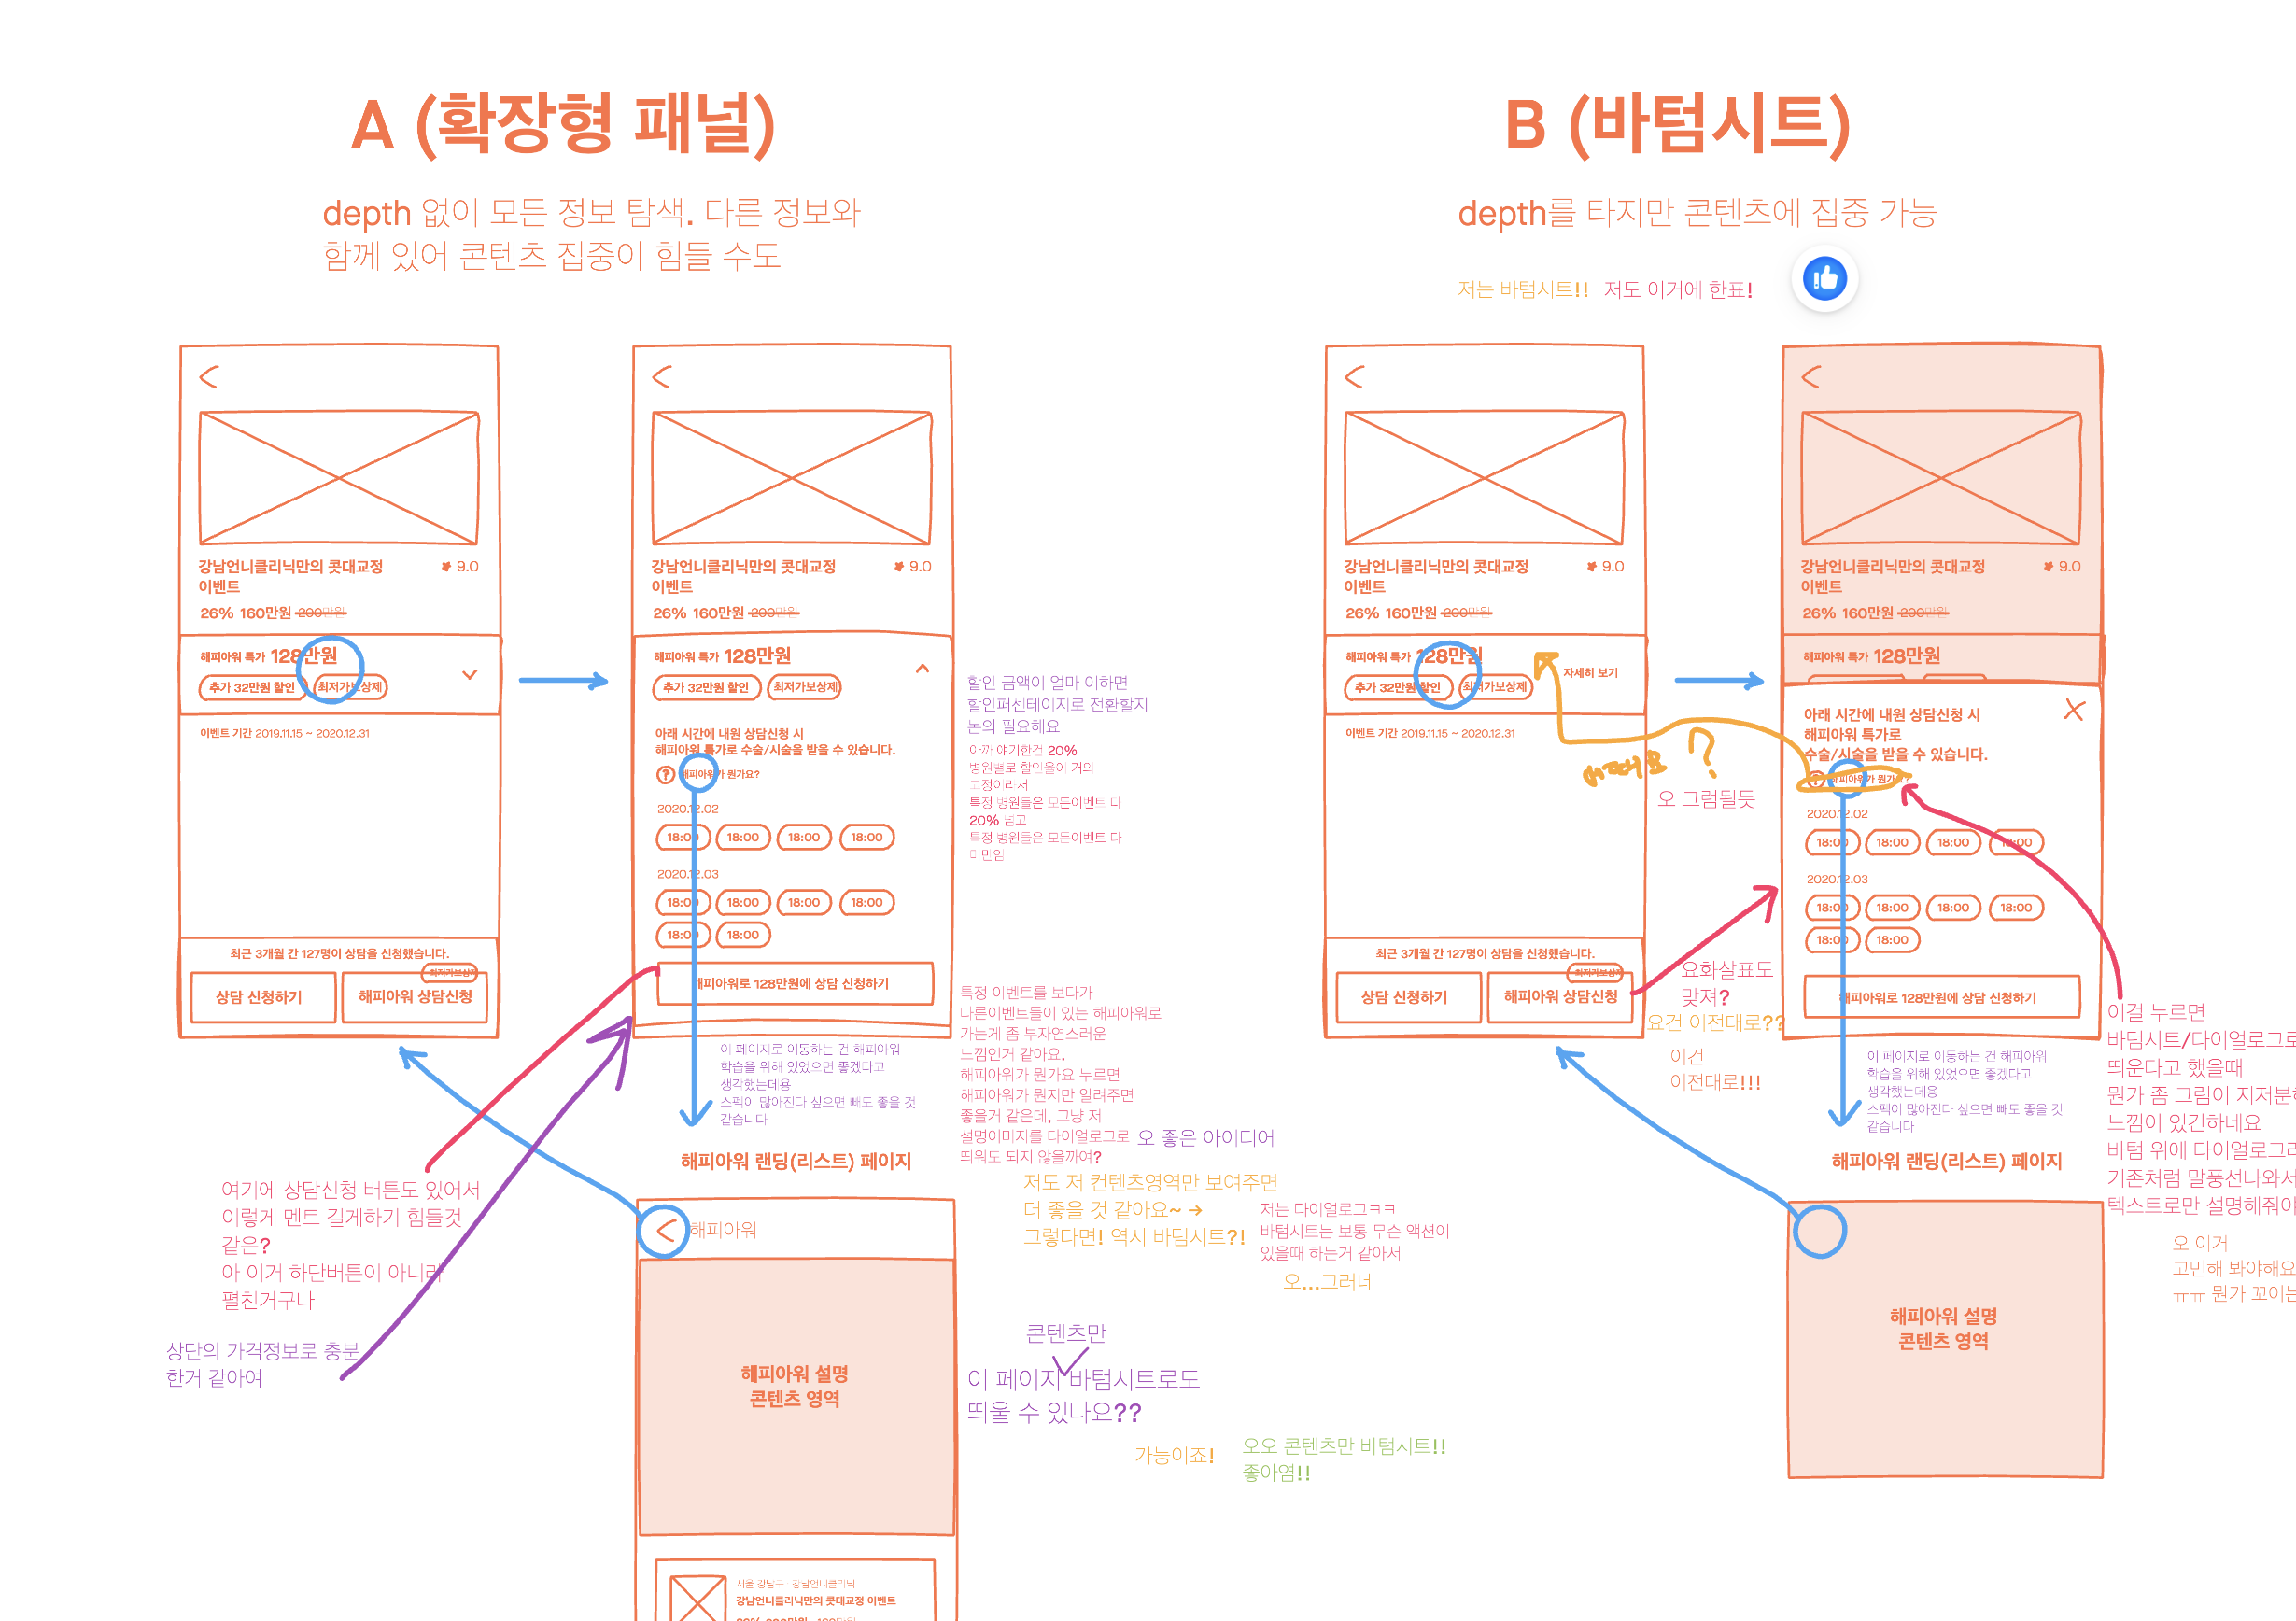 A (확장형 패널)
depth 없이 모든 정보 탐색. 다른 정보와
함께 있어 콘텐츠 집중이 힘들 수도
강남언니클리닉만의 콧대교정
이벤트
9.0
26% 160만원 200만원
해피아워 특가 128만원
추가 32만원 할인
최저가보상제
이벤트 기간 2019.11.15 ~ 2020.12.31
최근 3개월 간 127명이 상담을 신청했습니다.
최저가보상제
상담 신청하기
해피아워 상담신청
강남언니클리닉만의 콧대교정
이벤트
9.0
26% 160만원 200만원
해피아워 특가 128만원
추가 32만원 할인
최저가보상제
아래 시간에 내원 상담신청 시
해피아워 특가로 수술/시술을 받을 수 있습니다.
? 해피아워가 뭔가요?
2020.12.02
18:00 18:00 18:00 18:00
2020.12.03
18:00 18:00 18:00 18:00
18:00 18:00
해피아워로 128만원에 상담 신청하기
할인 금액이 얼마 이하면
할인퍼센테이지로 전환할지
논의 필요해요
아까 얘기한건 20%
병원별로 할인율이 거의
고정이라서
특정 병원들은 모든이벤트 다
20% 넘고
특정 병원들은 모든이벤트 다
미만임
특정 이벤트를 보다가
다른이벤트들이 있는 해피아워로
가는게 좀 부자연스러운
느낌인거 같아요.
해피아워가 뭔가요 누르면
해피아워가 뭔지만 알려주면
좋을거 같은데, 그냥 저
설명이미지를 다이얼로그로
띄워도 되지 않을까여?
오 좋은 아이디어
이 페이지로 이동하는 건 해피아워
학습을 위해 있었으면 좋겠다고
생각했는데용
스펙이 많아진다 싶으면 빼도 좋을 것
같습니다
여기에 상담신청 버튼도 있어서
이렇게 멘트 길게하기 힘들것
같은?
아 이거 하단버튼이 아니라
펼친거구나
상단의 가격정보로 충분
한거 같아여
해피아워 랜딩(리스트) 페이지
해피아워
해피아워 설명
콘텐츠 영역
서울 강남구 · 강남언니클리닉
강남언니클리닉만의 콧대교정 이벤트
저도 저 컨텐츠영역만 보여주면
더 좋을 것 같아요~ →
그렇다면! 역시 바텀시트?!
저는 다이얼로그ㅋㅋ
바텀시트는 보통 무슨 액션이
있을때 하는거 같아서
오...그러네
콘텐츠만
이 페이지 바텀시트로도
띄울 수 있나요??
가능이죠!
오오 콘텐츠만 바텀시트!!
좋아염!!
B (바텀시트)
depth를 타지만 콘텐츠에 집중 가능
저는 바텀시트!!
저도 이거에 한표!
강남언니클리닉만의 콧대교정
이벤트
9.0
26% 160만원 200만원
해피아워 특가 128만원
추가 32만원 할인
최저가보상제
자세히 보기
이벤트 기간 2019.11.15 ~ 2020.12.31
최근 3개월 간 127명이 상담을 신청했습니다.
최저가보상제
상담 신청하기
해피아워 상담신청
?
오 그럼될듯
요화살표도
맞져?
요건 이전대로??
이건
이전대로!!!
강남언니클리닉만의 콧대교정
이벤트
9.0
26% 160만원 200만원
해피아워 특가 128만원
아래 시간에 내원 상담신청 시
해피아워 특가로
수술/시술을 받을 수 있습니다.
? 해피아워가 뭔가요?
2020.12.02
18:00 18:00 18:00 18:00
2020.12.03
18:00 18:00 18:00 18:00
18:00 18:00
해피아워로 128만원에 상담 신청하기
이 페이지로 이동하는 건 해피아워
학습을 위해 있었으면 좋겠다고
생각했는데용
스펙이 많아진다 싶으면 빼도 좋을 것
같습니다
이걸 누르면
바텀시트/다이얼로그로
띄운다고 했을때
뭔가 좀 그림이 지저분
느낌이 있긴하네요
바텀 위에 다이얼로그
기존처럼 말풍선나와서
텍스트로만 설명해줘야
오 이거
고민해 봐야해요
ㅠㅠ 뭔가 꼬이는
해피아워 랜딩(리스트) 페이지
해피아워 설명
콘텐츠 영역